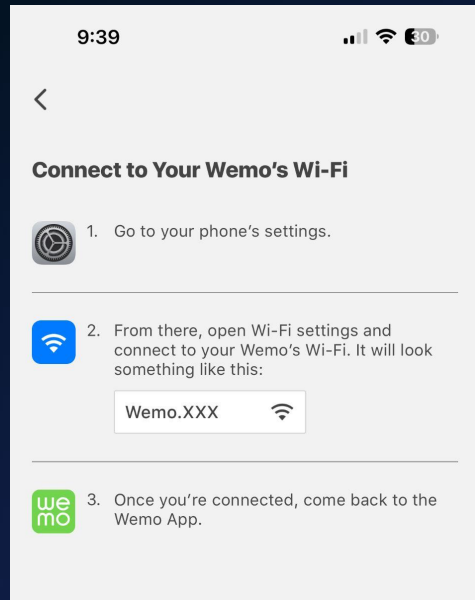 9:39
30
Connect to Your Wemo's Wi-Fi
1. Go to your phone's settings.
2. From there, open Wi-Fi settings and
connect to your Wemo's Wi-Fi. It will look
something like this:
Wemo.XXX
we
mo
3. Once you're connected, come back to the
Wemo App.